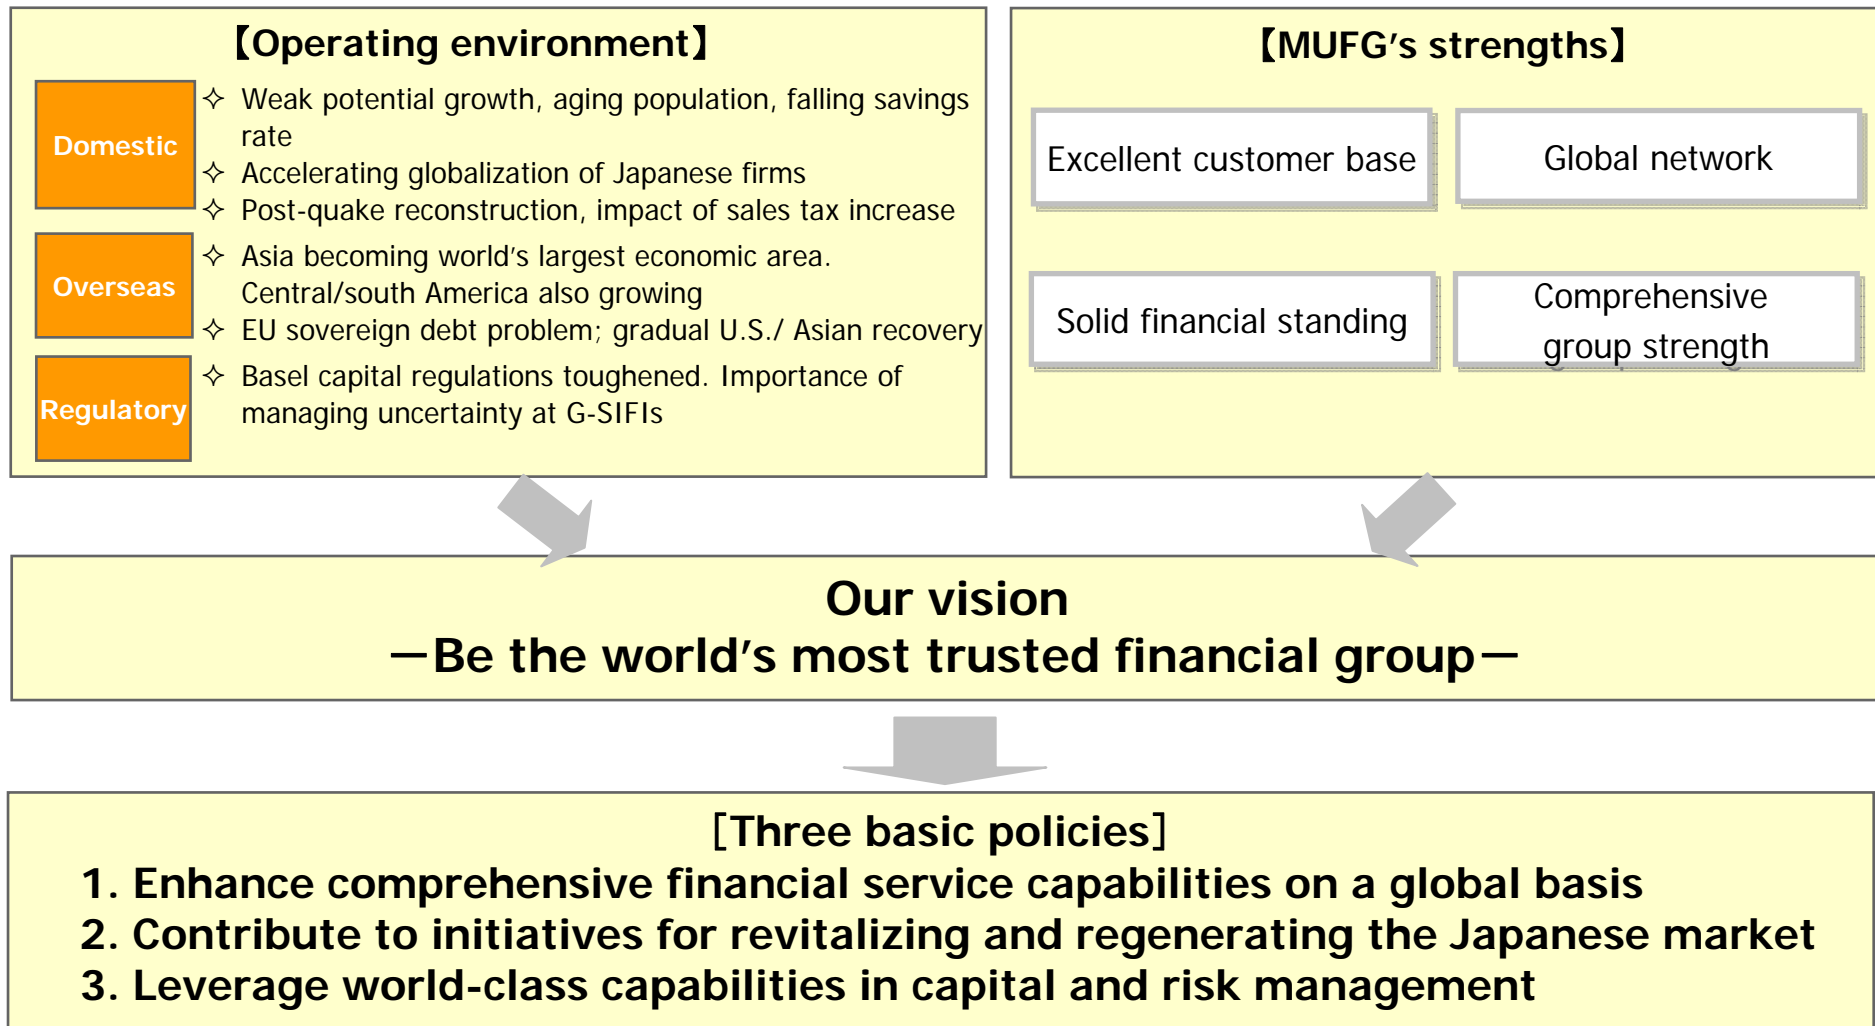 【Operating environment】
Domestic
✧ Weak potential growth, aging population, falling savings
rate
✧ Accelerating globalization of Japanese firms
✧ Post-quake reconstruction, impact of sales tax increase
Overseas
✧ Asia becoming world's largest economic area.
Central/south America also growing
✧ EU sovereign debt problem; gradual U.S./ Asian recovery
Regulatory
✧ Basel capital regulations toughened. Importance of
managing uncertainty at G-SIFIs
【MUFG's strengths】
Excellent customer base
Global network
Solid financial standing
Comprehensive
group strength
Our vision
—Be the world's most trusted financial group—
[Three basic policies]
1. Enhance comprehensive financial service capabilities on a global basis
2. Contribute to initiatives for revitalizing and regenerating the Japanese market
3. Leverage world-class capabilities in capital and risk management